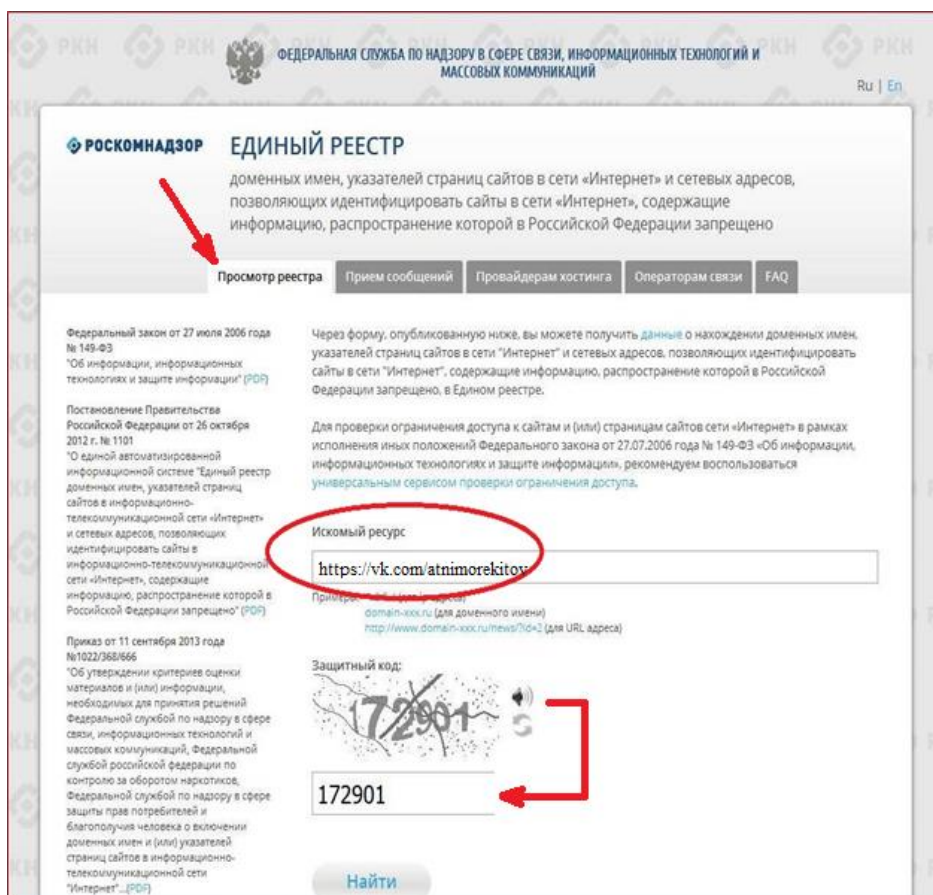 ФЕДЕРАЛЬНАЯ СЛУЖБА ПО НАДЗОРУ В СФЕРЕ СВЯЗИ, ИНФОРМАЦИОННЫХ ТЕХНОЛОГИЙ И
МАССОВЫХ КОММУНИКАЦИЙ
Ru | En
РОСКОМНАДЗОР
ЕДИНЫЙ РЕЕСТР
доменных имен, указателей страниц сайтов в сети «Интернет» и сетевых адресов,
позволяющих идентифицировать сайты в сети «Интернет», содержащие
информацию, распространение которой в Российской Федерации запрещено
Просмотр реестра Прием сообщений Провайдерам хостинга Операторам связи FAQ
Федеральный закон от 27 июля 2006 года
№ 149-ФЗ
"Об информации, информационных
технологиях и защите информации" (PDF)
Постановление Правительства
Российской Федерации от 26 октября
2012 г. № 1101
"О единой автоматизированной
информационной системе "Единый реестр
доменных имен, указателей страниц
сайтов в информационно-
телекоммуникационной сети «Интернет»
и сетевых адресов, позволяющих
идентифицировать сайты в
информационно-телекоммуникационной
сети «Интернет», содержащие
информацию, распространение которой в
Российской Федерации запрещено" (PDF)
Приказ от 11 сентября 2013 года
№1022/368/666
"Об утверждении критериев оценки
материалов и (или) информации,
необходимых для принятия решений
Федеральной службой по надзору в сфере
связи, информационных технологий и
массовых коммуникаций, Федеральной
службой российской федерации по
контролю за оборотом наркотиков,
Федеральной службой по надзору в сфере
защиты прав потребителей и
благополучия человека о включении
доменных имен и (или) указателей
страниц сайтов в информационно-
телекоммуникационной сети
"Интернет"...(PDF)
Через форму, опубликованную ниже, вы можете получить данные о нахождении доменных имен,
указателей страниц сайтов в сети "Интернет" и сетевых адресов, позволяющих идентифицировать
сайты в сети "Интернет", содержащие информацию, распространение которой в Российской
Федерации запрещено, в Едином реестре.
Для проверки ограничения доступа к сайтам и (или) страницам сайтов сети «Интернет» в рамках
исполнения иных положений Федерального закона от 27.07.2006 года № 149-ФЗ «Об информации,
информационных технологиях и защите информации», рекомендуем воспользоваться
универсальным сервисом проверки ограничения доступа.
Искомый ресурс
https://vk.com/atnimorekitov
Примеры:
domain-xxx.ru (для доменного имени)
http://www.domain-xxx.ru/news/?id=2 (для URL адреса)
Защитный код:
172901
172901
Найти